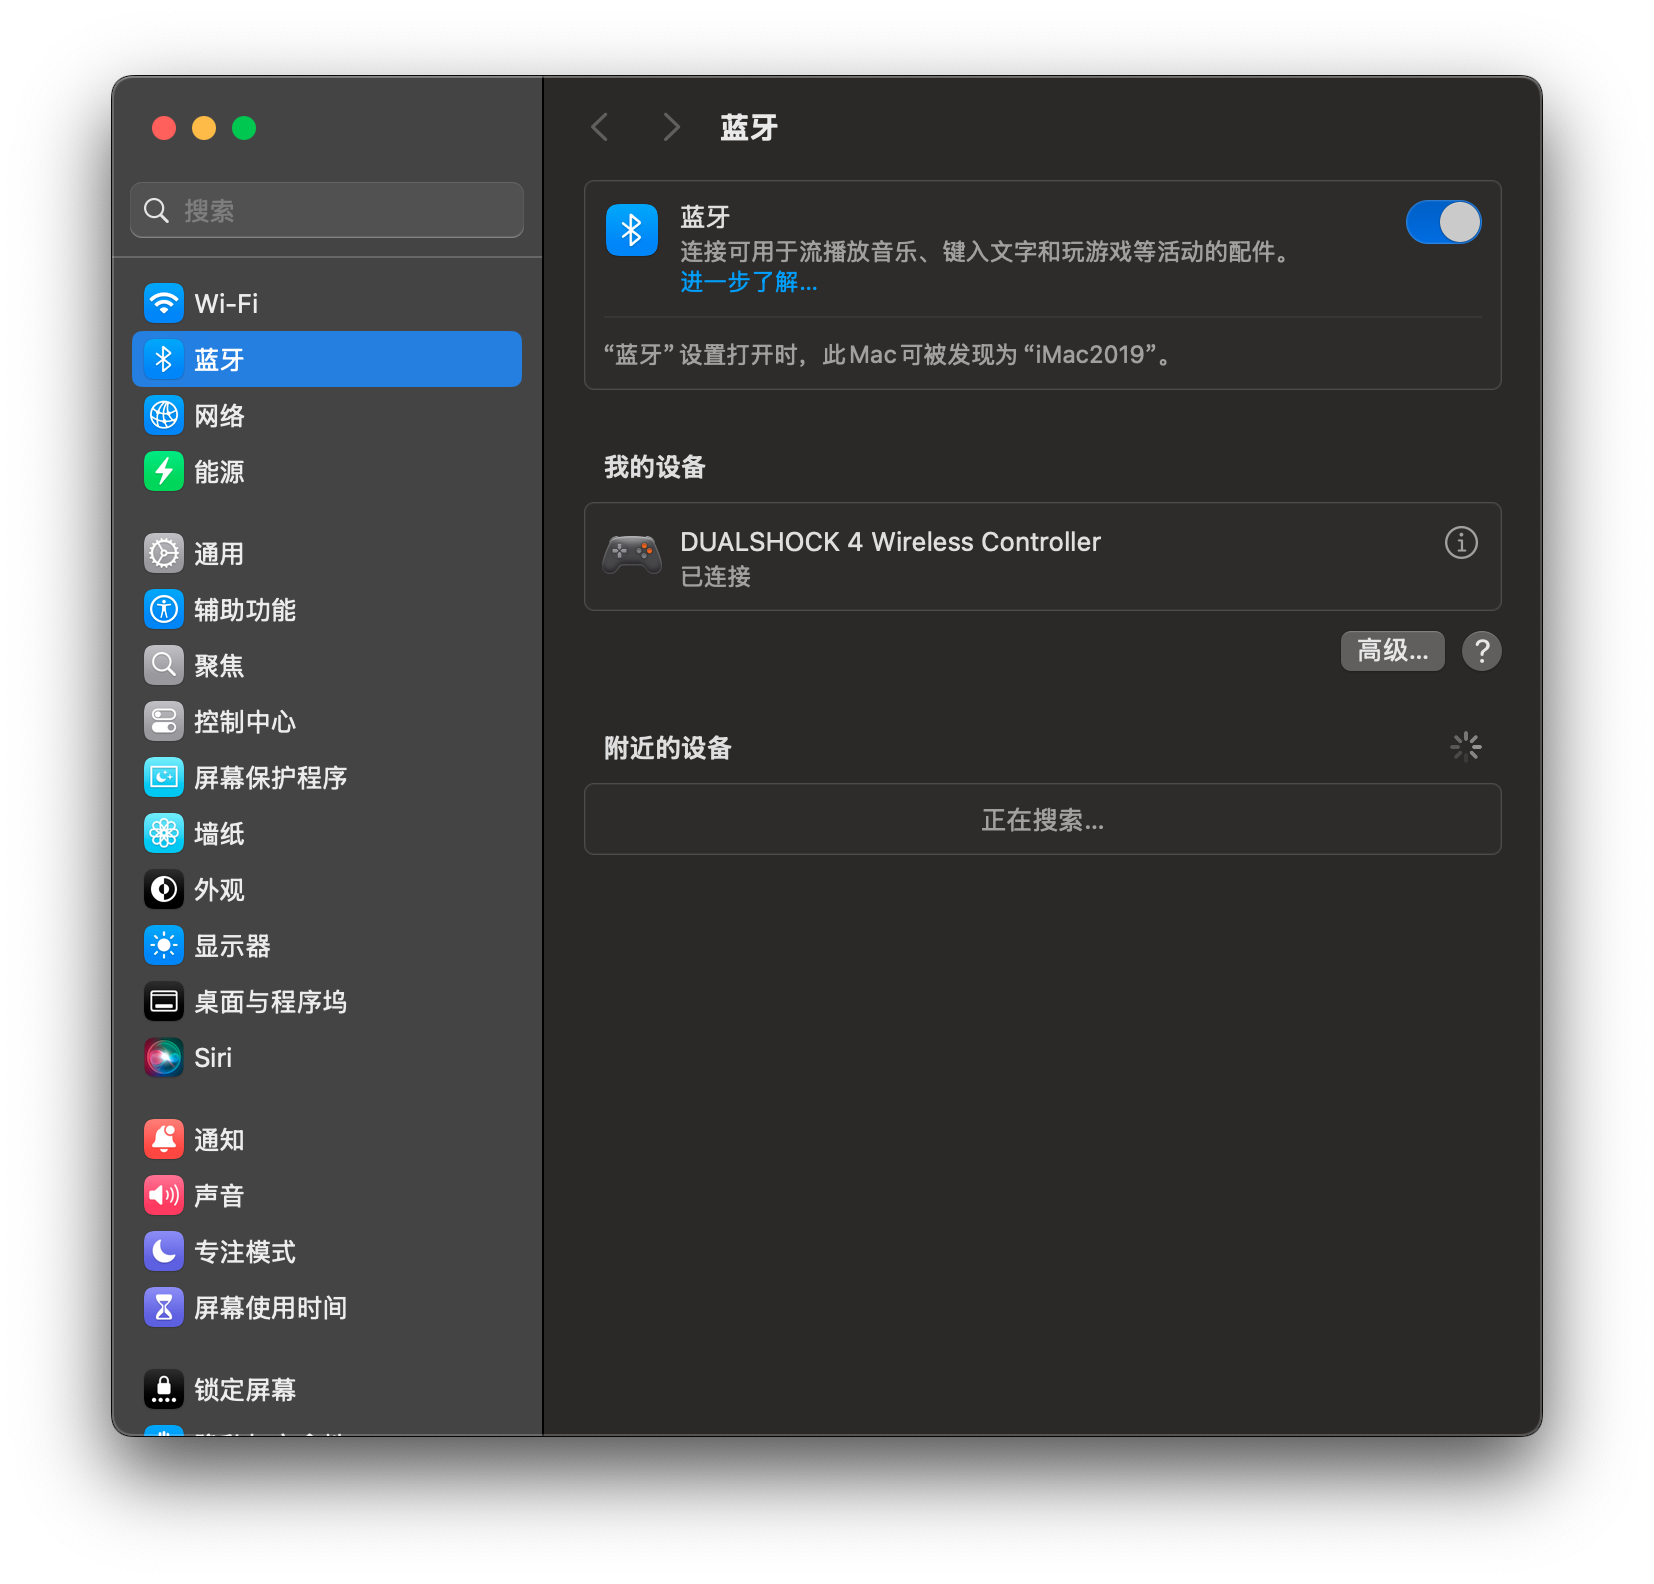 蓝牙
搜索
Wi-Fi
蓝牙
网络
能源
通用
辅助功能
聚焦
控制中心
屏幕保护程序
墙纸
外观
显示器
桌面与程序坞
Siri
通知
声音
专注模式
屏幕使用时间
锁定屏幕
蓝牙
连接可用于流播放音乐、键入文字和玩游戏等活动的配件。
进一步了解...
“蓝牙”设置打开时，此 Mac 可被发现为“iMac2019”。
我的设备
DUALSHOCK 4 Wireless Controller
已连接
高级...
?
附近的设备
正在搜索...